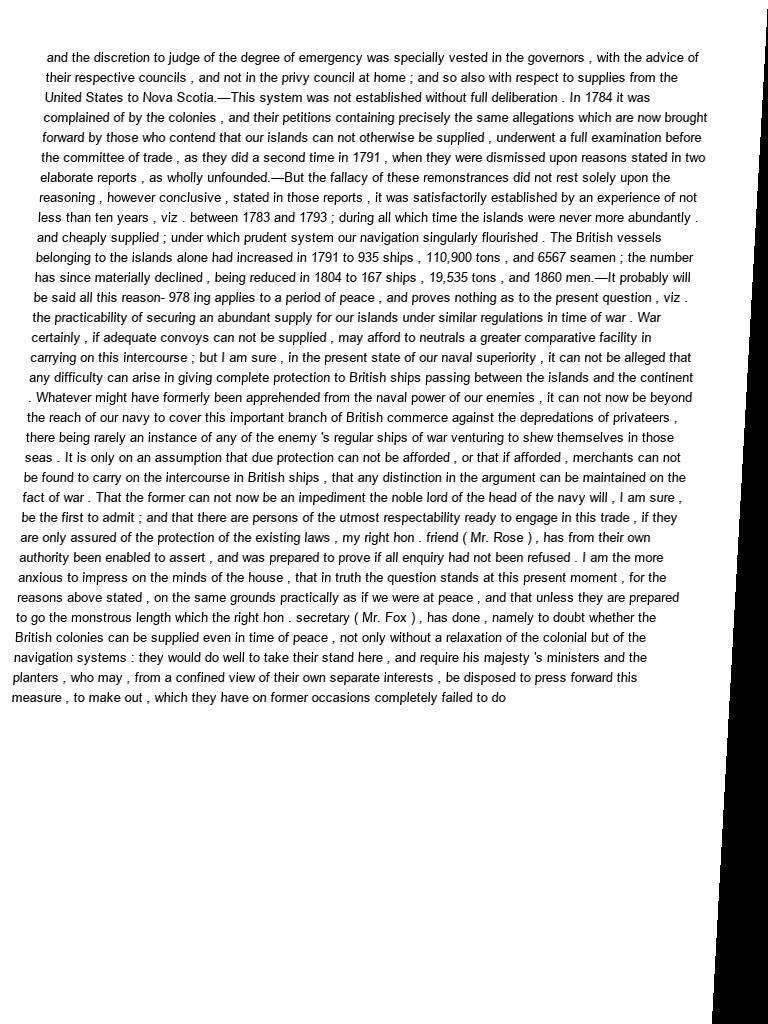 and the discretion to judge of the degree of emergency was specially vested in the governors , with the advice of
their respective councils , and not in the privy council at home ; and so also with respect to supplies from the
United States to Nova Scotia.—This system was not established without full deliberation . In 1784 it was
complained of by the colonies , and their petitions containing precisely the same allegations which are now brought
forward by those who contend that our islands can not otherwise be supplied , underwent a full examination before
the committee of trade , as they did a second time in 1791 , when they were dismissed upon reasons stated in two
elaborate reports , as wholly unfounded.—But the fallacy of these remonstrances did not rest solely upon the
reasoning , however conclusive , stated in those reports , it was satisfactorily established by an experience of not
less than ten years , viz . between 1783 and 1793 ; during all which time the islands were never more abundantly .
and cheaply supplied ; under which prudent system our navigation singularly flourished . The British vessels
belonging to the islands alone had increased in 1791 to 935 ships , 110,900 tons , and 6567 seamen ; the number
has since materially declined , being reduced in 1804 to 167 ships , 19,535 tons , and 1860 men.—It probably will
be said all this reason- 978 ing applies to a period of peace , and proves nothing as to the present question , viz .
the practicability of securing an abundant supply for our islands under similar regulations in time of war . War
certainly , if adequate convoys can not be supplied , may afford to neutrals a greater comparative facility in
carrying on this intercourse ; but I am sure , in the present state of our naval superiority , it can not be alleged that
any difficulty can arise in giving complete protection to British ships passing between the islands and the continent
. Whatever might have formerly been apprehended from the naval power of our enemies , it can not now be beyond
the reach of our navy to cover this important branch of British commerce against the depredations of privateers ,
there being rarely an instance of any of the enemy 's regular ships of war venturing to shew themselves in those
seas . It is only on an assumption that due protection can not be afforded , or that if afforded , merchants can not
be found to carry on the intercourse in British ships , that any distinction in the argument can be maintained on the
fact of war . That the former can not now be an impediment the noble lord of the head of the navy will , I am sure ,
be the first to admit ; and that there are persons of the utmost respectability ready to engage in this trade , if they
are only assured of the protection of the existing laws , my right hon . friend ( Mr. Rose ) , has from their own
authority been enabled to assert , and was prepared to prove if all enquiry had not been refused . I am the more
anxious to impress on the minds of the house , that in truth the question stands at this present moment , for the
reasons above stated , on the same grounds practically as if we were at peace , and that unless they are prepared
to go the monstrous length which the right hon . secretary ( Mr. Fox ) , has done , namely to doubt whether the
British colonies can be supplied even in time of peace , not only without a relaxation of the colonial but of the
navigation systems : they would do well to take their stand here , and require his majesty 's ministers and the
planters , who may , from a confined view of their own separate interests , be disposed to press forward this
measure , to make out , which they have on former occasions completely failed to do